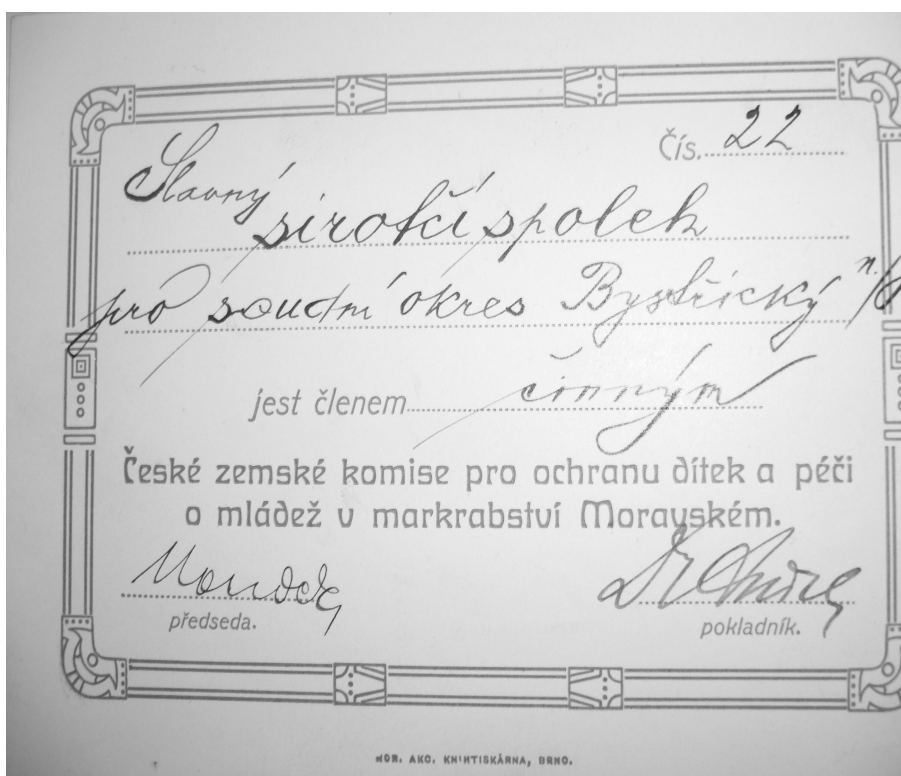 Čís. 22
Slavný
sirotčí spolek
pro soudní okres Bystřický n./
jest členem činným
České zemské komise pro ochranu dítek a péči
o mládež v markrabství Moravském.
předseda.
pokladník.
MOR. AKC. KNIHTISKÁRNA, BRNO.